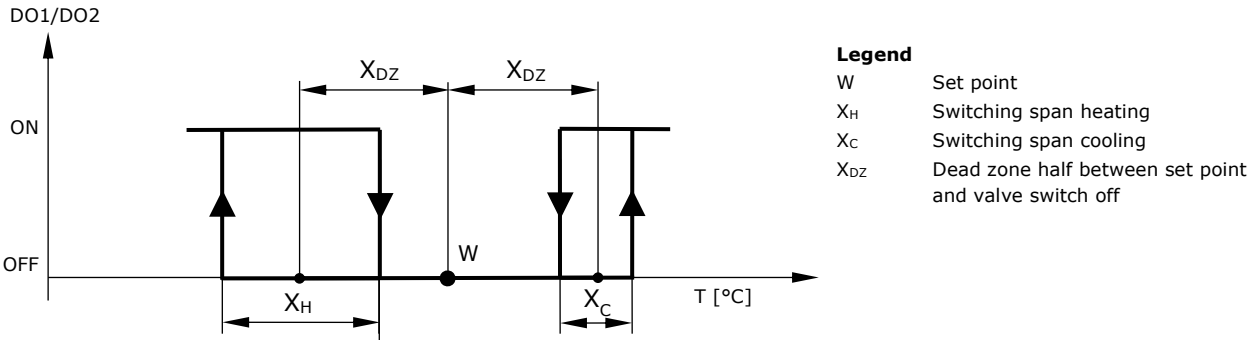 DO1/DO2
X_DZ X_DZ
ON
OFF
W
X_H
X_C
T [°C]
Legend
W Set point
X_H Switching span heating
X_C Switching span cooling
X_DZ Dead zone half between set point
and valve switch off